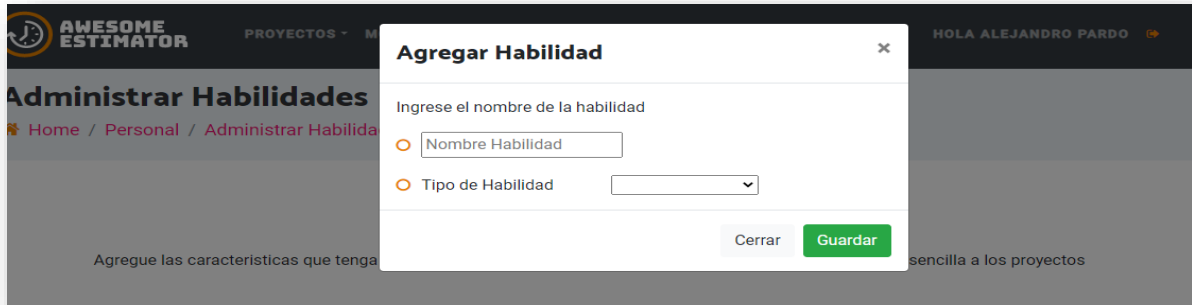 AWESOME
ESTIMATOR
PROYECTOS
HOLA ALEJANDRO PARDO
Administrar Habilidades
Home / Personal / Administrar
Agregar Habilidad ×
Ingrese el nombre de la habilidad
Nombre Habilidad
Tipo de Habilidad
Cerrar Guardar
Agregue las caracteristicas que tenga
sencilla a los proyectos